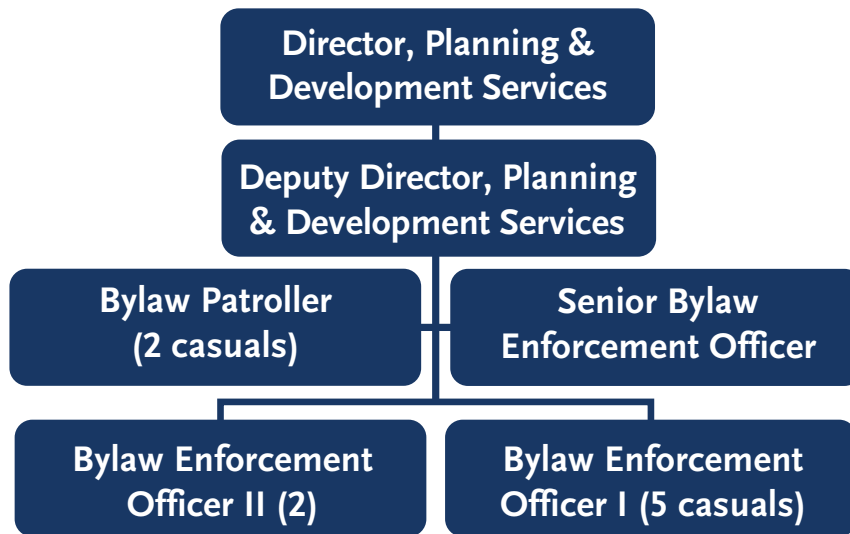 Director, Planning &
Development Services
Deputy Director, Planning
& Development Services
Bylaw Patroller
(2 casuals)
Senior Bylaw
Enforcement Officer
Bylaw Enforcement
Officer II (2)
Bylaw Enforcement
Officer I (5 casuals)